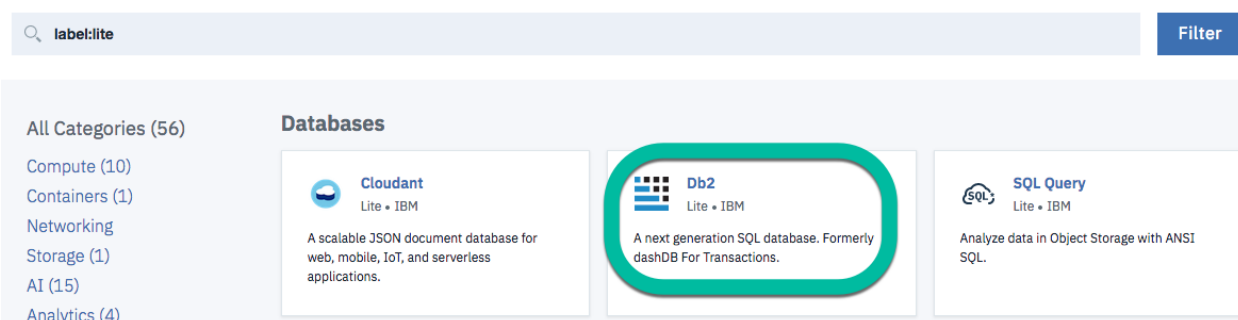 label:lite
Filter
All Categories (56)
Compute (10)
Containers (1)
Networking
Storage (1)
AI (15)
Analytics (4)
Databases
Cloudant
Lite • IBM
A scalable JSON document database for
web, mobile, IoT, and serverless
applications.
Db2
Lite • IBM
A next generation SQL database. Formerly
dashDB For Transactions.
SQL
SQL Query
Lite • IBM
Analyze data in Object Storage with ANSI
SQL.